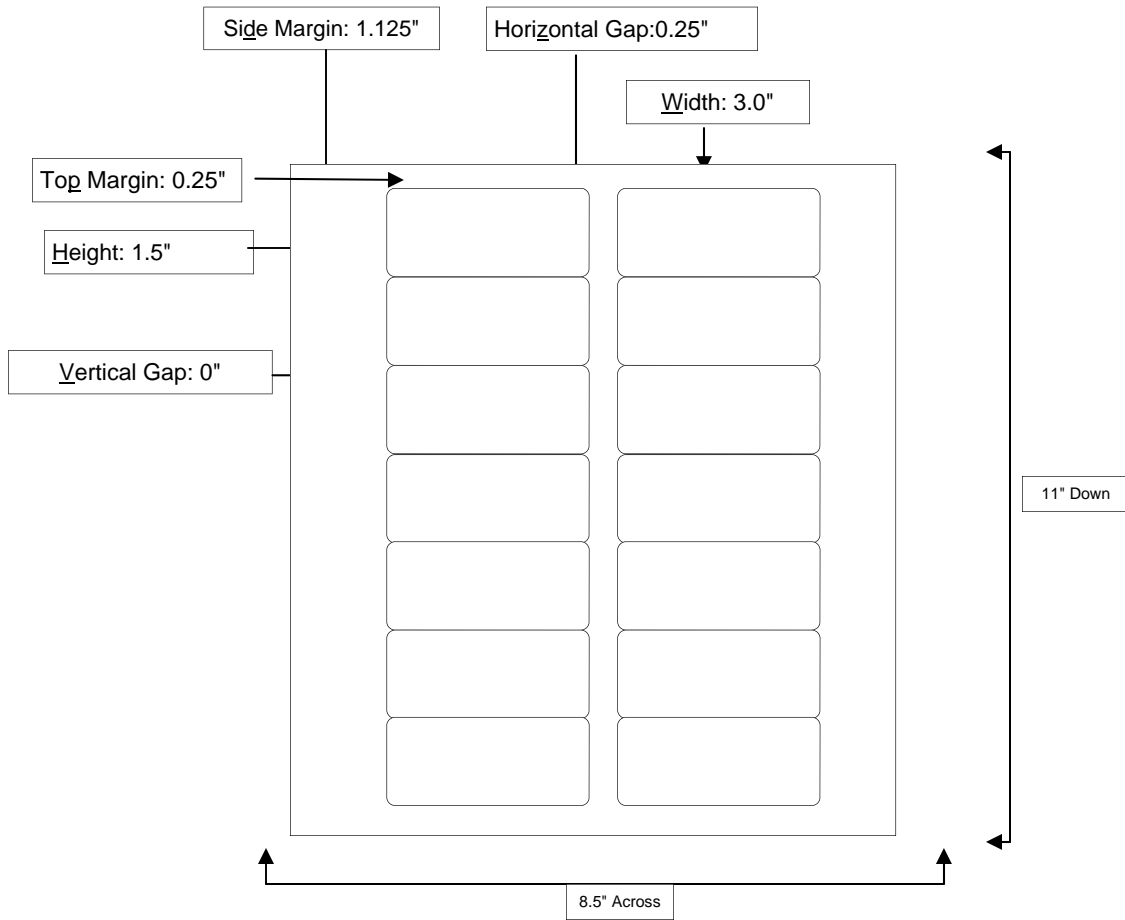 Side Margin: 1.125"
Horizontal Gap:0.25"
Width: 3.0"
Top Margin: 0.25"
Height: 1.5"
Vertical Gap: 0"
11" Down
8.5" Across